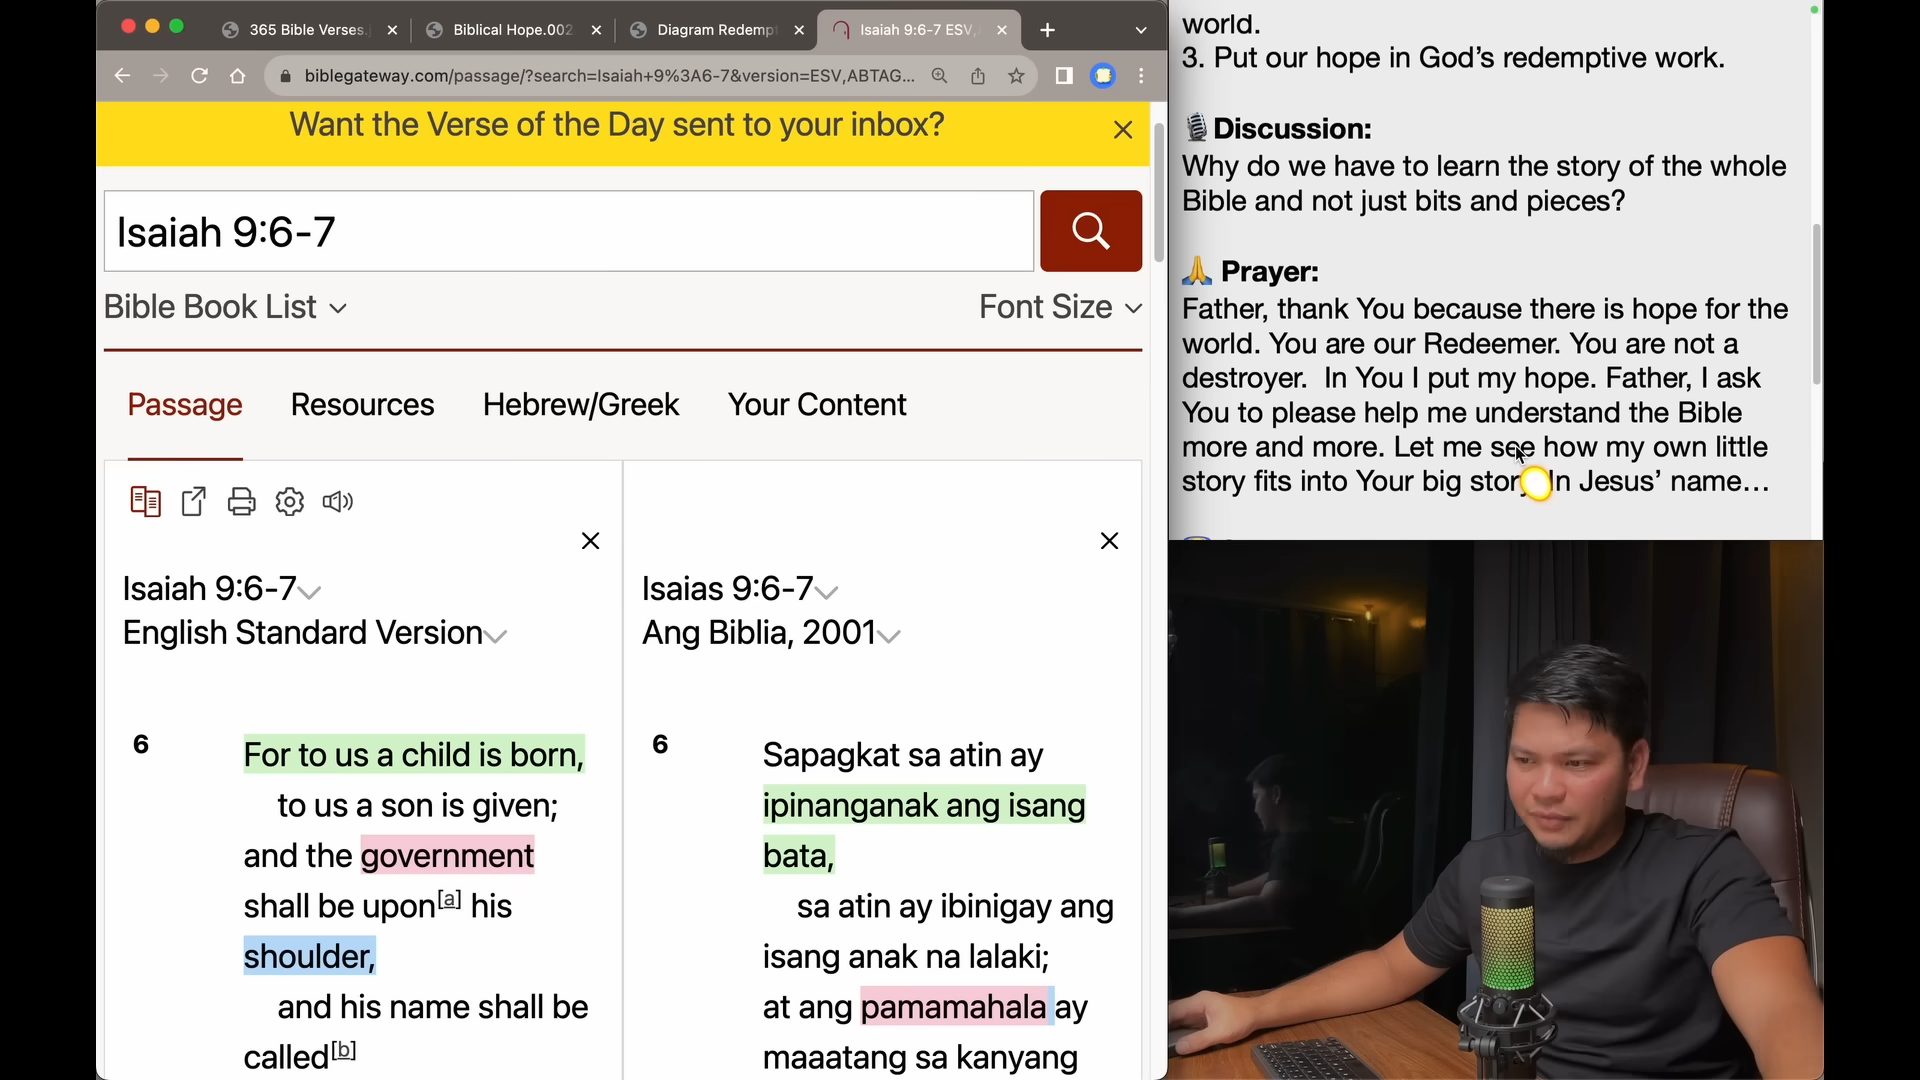 365 Bible Verses.
Biblical Hope.002
Diagram Redemp
Isaiah 9:6-7 ESV,
biblegateway.com/passage/?search=Isaiah+9%3A6-7&version=ESV,ABTAG...
Want the Verse of the Day sent to your inbox?
Isaiah 9:6-7
Bible Book List
Font Size
Passage
Resources
Hebrew/Greek
Your Content
Isaiah 9:6-7
English Standard Version
6
For to us a child is born,
to us a son is given;
and the government
shall be upon[a] his
shoulder,
and his name shall be
called[b]
Isaias 9:6-7
Ang Biblia, 2001
6
Sapagkat sa atin ay
ipinanganak ang isang
bata,
sa atin ay ibinigay ang
isang anak na lalaki;
at ang pamamahala ay
maaatang sa kanyang
world.
3. Put our hope in God’s redemptive work.
🎙Discussion:
Why do we have to learn the story of the whole
Bible and not just bits and pieces?
🙏 Prayer:
Father, thank You because there is hope for the
world. You are our Redeemer. You are not a
destroyer. In You I put my hope. Father, I ask
You to please help me understand the Bible
more and more. Let me see how my own little
story fits into Your big story In Jesus’ name...